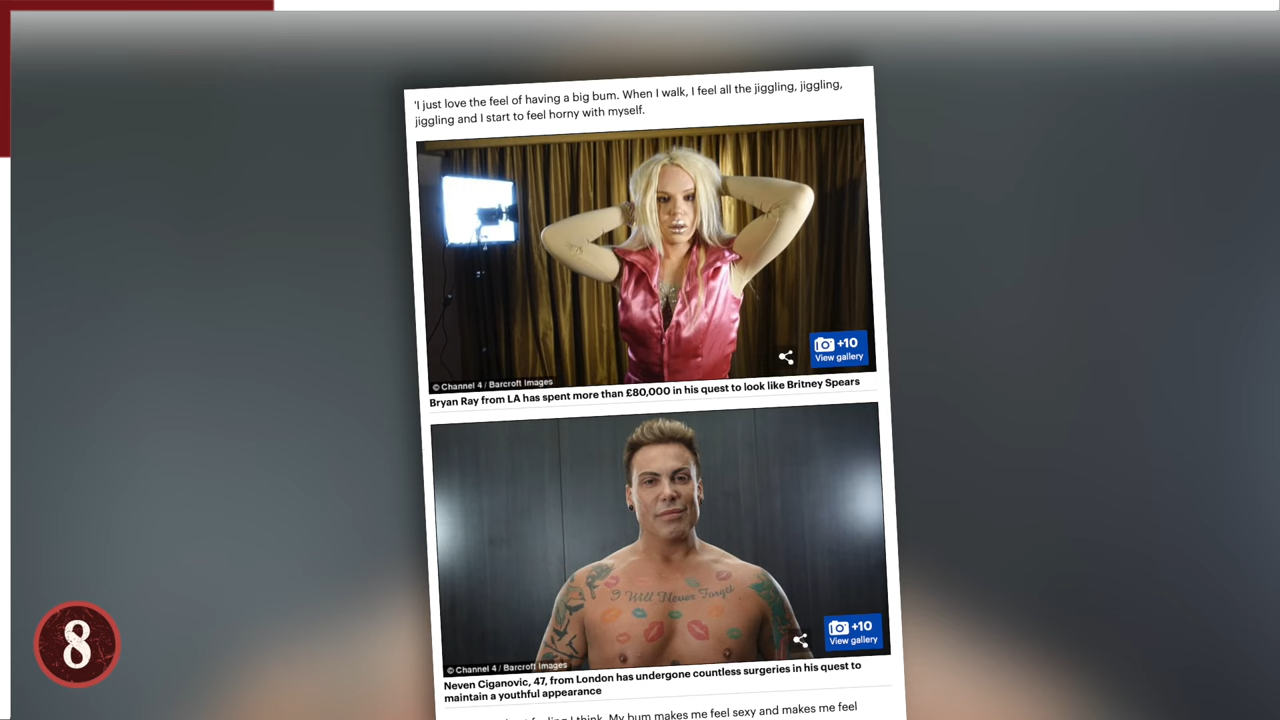 'I just love the feel of having a big bum. When I walk, I feel all the jiggling, jiggling,
jiggling and I start to feel horny with myself.
+10
View gallery
© Channel 4 / Barcroft Images
Bryan Ray from LA has spent more than £80,000 in his quest to look like Britney Spears
I Will Never Forget
+10
View gallery
© Channel 4 / Barcroft Images
Neven Ciganovic, 47, from London has undergone countless surgeries in his quest to
maintain a youthful appearance
I think. My bum makes me feel sexy and makes me feel
8